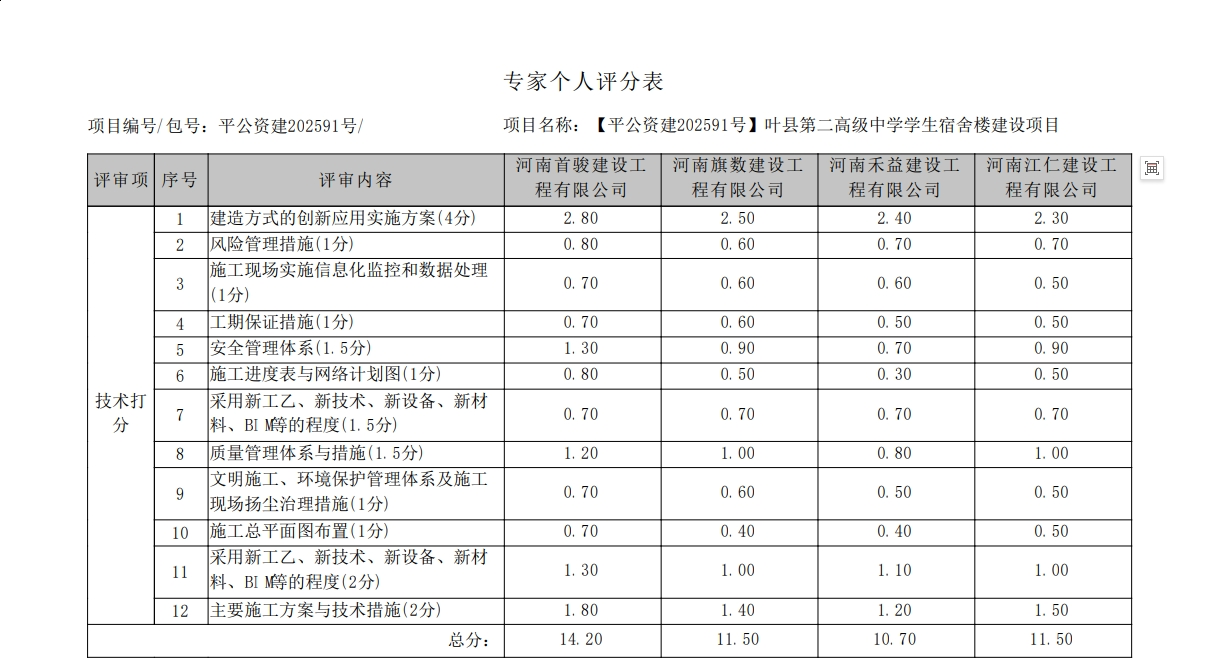 专家个人评分表
项目编号/包号：平公资建202591号/ 项目名称：【平公资建202591号】叶县第二高级中学学生宿舍楼建设项目
评审项 序号 评审内容 河南首骏建设工程有限公司 河南旗数建设工程有限公司 河南禾益建设工程有限公司 河南江仁建设工程有限公司
技术打分
1 建造方式的创新应用实施方案(4分) 2.80 2.50 2.40 2.30
2 风险管理措施(1分) 0.80 0.60 0.70 0.70
3 施工现场实施信息化监控和数据处理(1分) 0.70 0.60 0.60 0.50
4 工期保证措施(1分) 0.70 0.60 0.50 0.50
5 安全管理体系(1.5分) 1.30 0.90 0.70 0.90
6 施工进度表与网络计划图(1分) 0.80 0.50 0.30 0.50
7 采用新工乙、新技术、新设备、新材料、BIM等的程度(1.5分) 0.70 0.70 0.70 0.70
8 质量管理体系与措施(1.5分) 1.20 1.00 0.80 1.00
9 文明施工、环境保护管理体系及施工现场扬尘治理措施(1分) 0.70 0.60 0.50 0.50
10 施工总平面图布置(1分) 0.70 0.40 0.40 0.50
11 采用新工乙、新技术、新设备、新材料、BIM等的程度(2分) 1.30 1.00 1.10 1.00
12 主要施工方案与技术措施(2分) 1.80 1.40 1.20 1.50
总分： 14.20 11.50 10.70 11.50